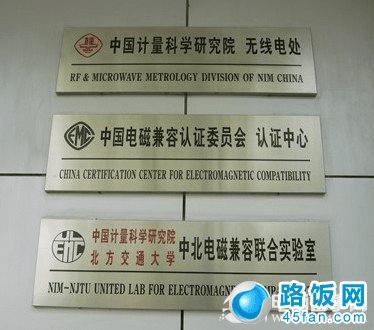 中国计量科学研究院 无线电处
RF & MICROWAVE METROLOGY DIVISION OF NIM CHINA
EMC
中国电磁兼容认证委员会 认证中心
CHINA CERTIFICATION CENTER FOR ELECTROMAGNETIC COMPATIBILITY
EMC
中国计量科学研究院
北方交通大学
中北电磁兼容联合实验室
NIM-NJTU UNITED LAB FOR ELECTROMAGNE
路饭网
45fan.com